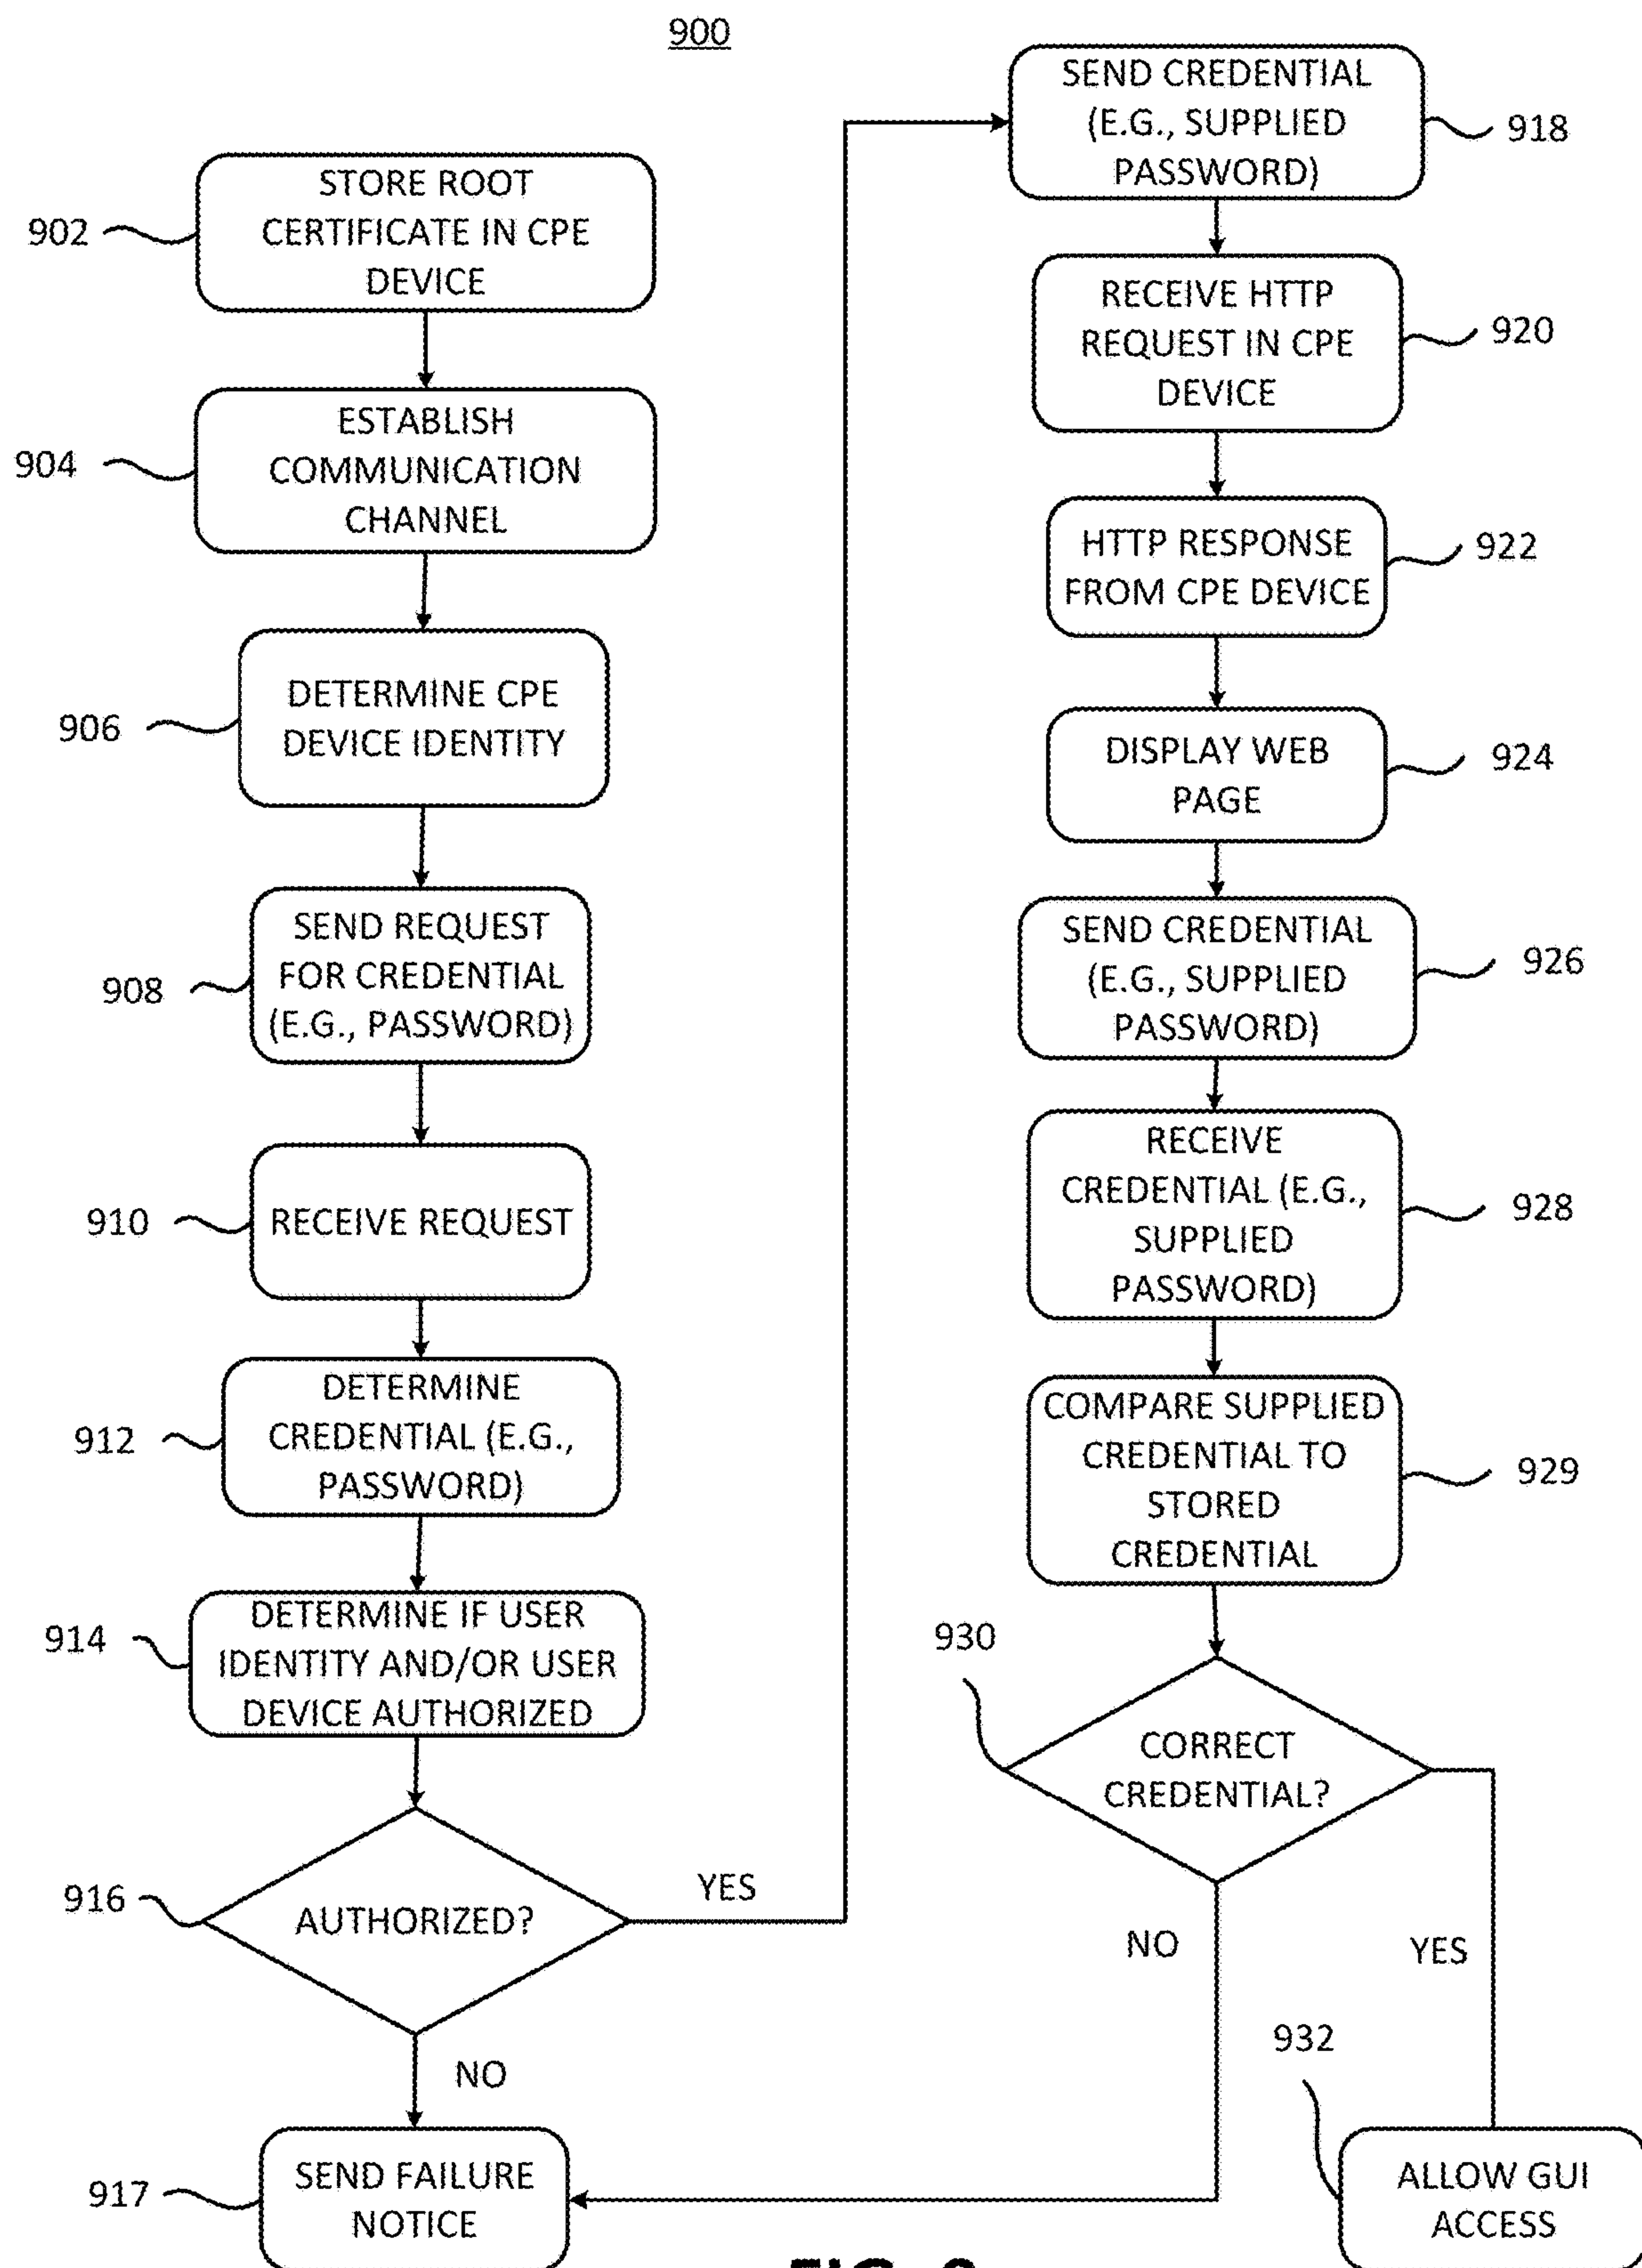 900
STORE ROOT
CERTIFICATE IN CPE
DEVICE
902
ESTABLISH
COMMUNICATION
CHANNEL
904
DETERMINE CPE
DEVICE IDENTITY
906
SEND REQUEST
FOR CREDENTIAL
(E.G., PASSWORD)
908
RECEIVE REQUEST
910
DETERMINE
CREDENTIAL (E.G.,
PASSWORD)
912
DETERMINE IF USER
IDENTITY AND/OR USER
DEVICE AUTHORIZED
914
AUTHORIZED?
916
YES
NO
SEND FAILURE
NOTICE
917
SEND CREDENTIAL
(E.G., SUPPLIED
PASSWORD)
918
RECEIVE HTTP
REQUEST IN CPE
DEVICE
920
HTTP RESPONSE
FROM CPE DEVICE
922
DISPLAY WEB
PAGE
924
SEND CREDENTIAL
(E.G., SUPPLIED
PASSWORD)
926
RECEIVE
CREDENTIAL (E.G.,
SUPPLIED
PASSWORD)
928
COMPARE SUPPLIED
CREDENTIAL TO
STORED
CREDENTIAL
929
930
CORRECT
CREDENTIAL?
NO
YES
932
ALLOW GUI
ACCESS